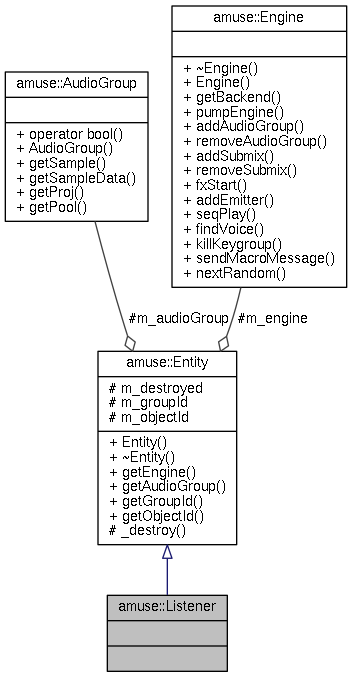 amuse::Engine
+ ~Engine()
+ Engine()
+ getBackend()
+ pumpEngine()
+ addAudioGroup()
+ removeAudioGroup()
+ addSubmix()
+ removeSubmix()
+ fxStart()
+ addEmitter()
+ seqPlay()
+ findVoice()
+ killKeygroup()
+ sendMacroMessage()
+ nextRandom()
amuse::AudioGroup
+ operator bool()
+ AudioGroup()
+ getSample()
+ getSampleData()
+ getProj()
+ getPool()
#m_audioGroup
#m_engine
amuse::Entity
# m_destroyed
# m_groupId
# m_objectId
+ Entity()
+ ~Entity()
+ getEngine()
+ getAudioGroup()
+ getGroupId()
+ getObjectId()
# _destroy()
amuse::Listener